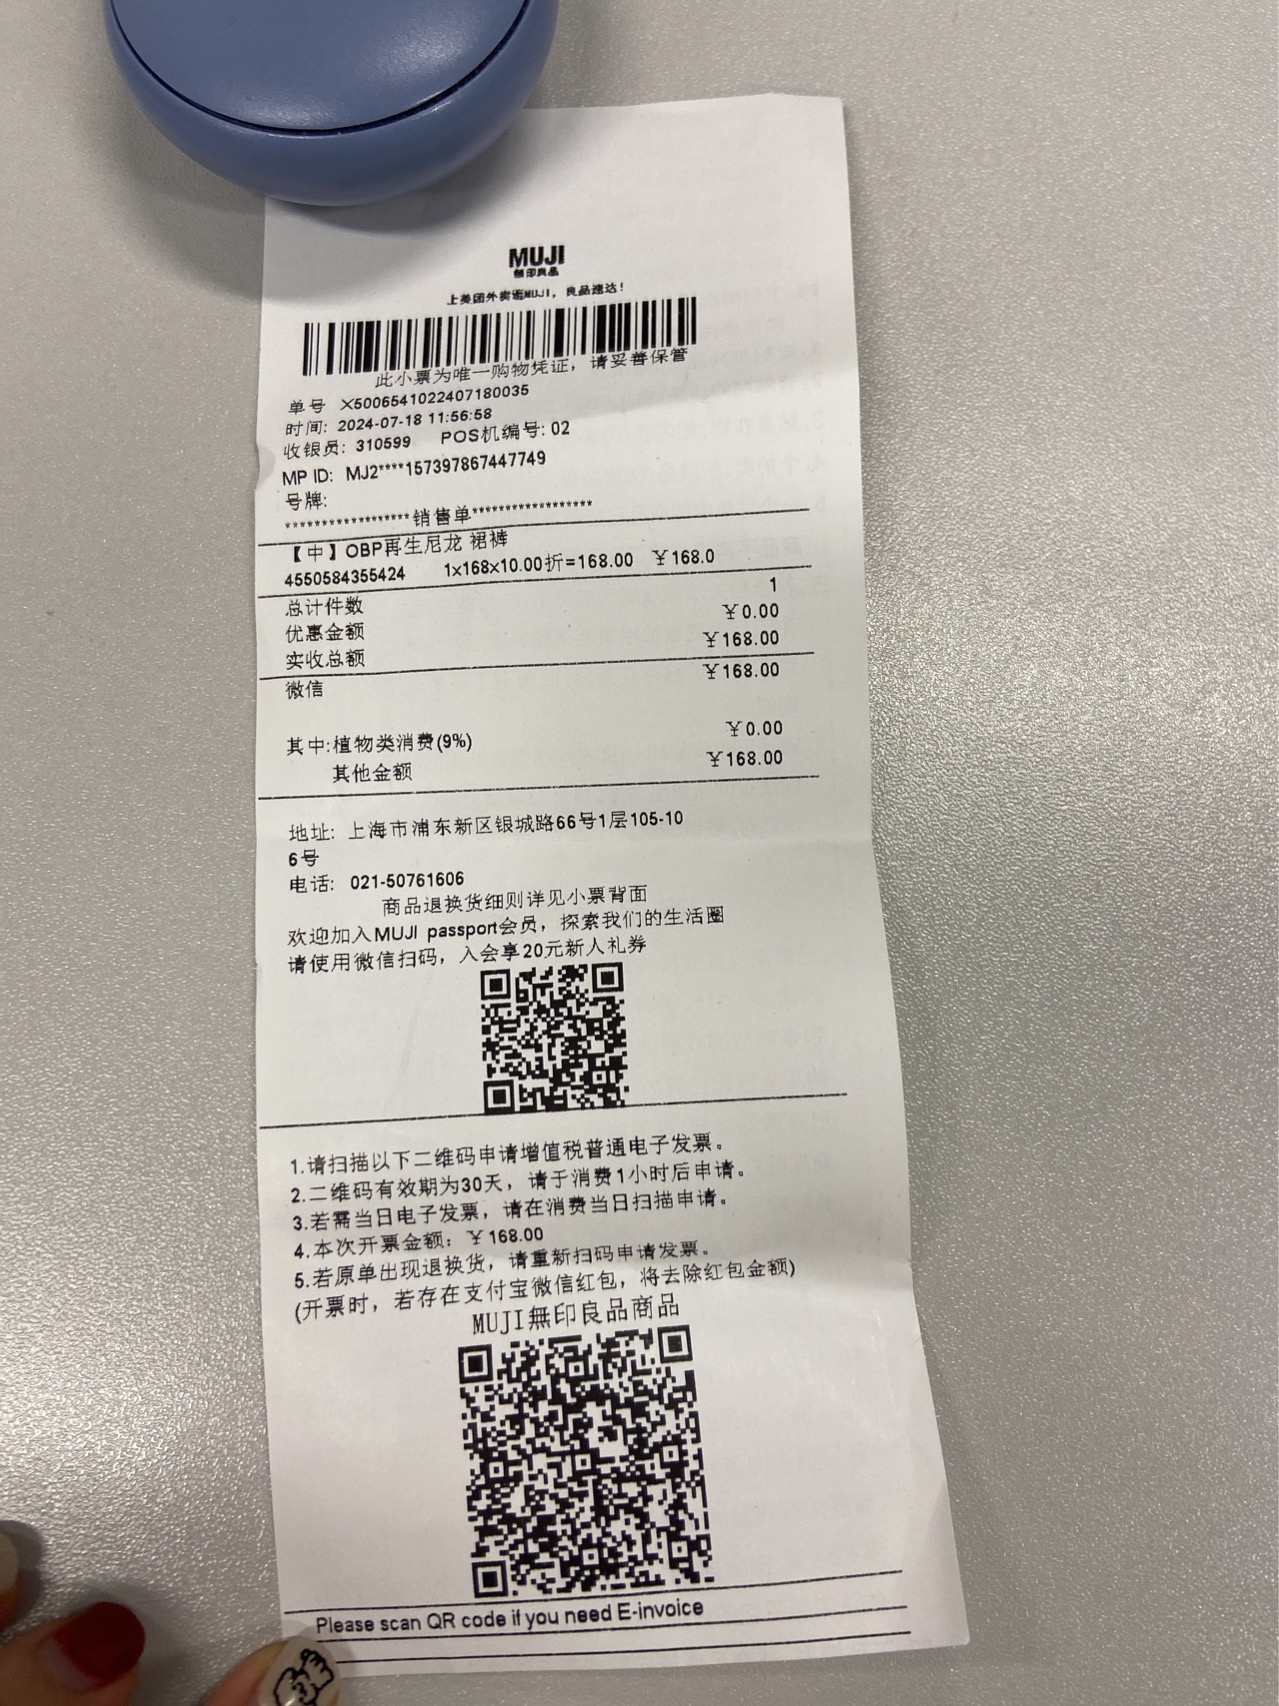 MUJI
無印良品
上美团外卖逛MUJI，良品速达！
此小票为唯一购物凭证，请妥善保管
单号 X5006541022407180035
时间: 2024-07-18 11:56:58
收银员: 310599 POS机编号: 02
MP ID: MJ2****157397867447749
号牌:
******************销售单******************
【中】OBP再生尼龙 裙裤
4550584355424 1x168x10.00折=168.00 ¥168.0
总计件数 1
优惠金额 ¥0.00
实收总额 ¥168.00
微信 ¥168.00
其中:植物类消费(9%) ¥0.00
其他金额 ¥168.00
地址: 上海市浦东新区银城路66号1层105-10
6号
电话: 021-50761606
商品退换货细则详见小票背面
欢迎加入MUJI passport会员，探索我们的生活圈
请使用微信扫码，入会享20元新人礼券
1.请扫描以下二维码申请增值税普通电子发票。
2.二维码有效期为30天，请于消费1小时后申请。
3.若需当日电子发票，请在消费当日扫描申请。
4.本次开票金额: ¥168.00
5.若原单出现退换货，请重新扫码申请发票。
(开票时，若存在支付宝微信红包，将去除红包金额)
MUJI無印良品商品
Please scan QR code if you need E-invoice